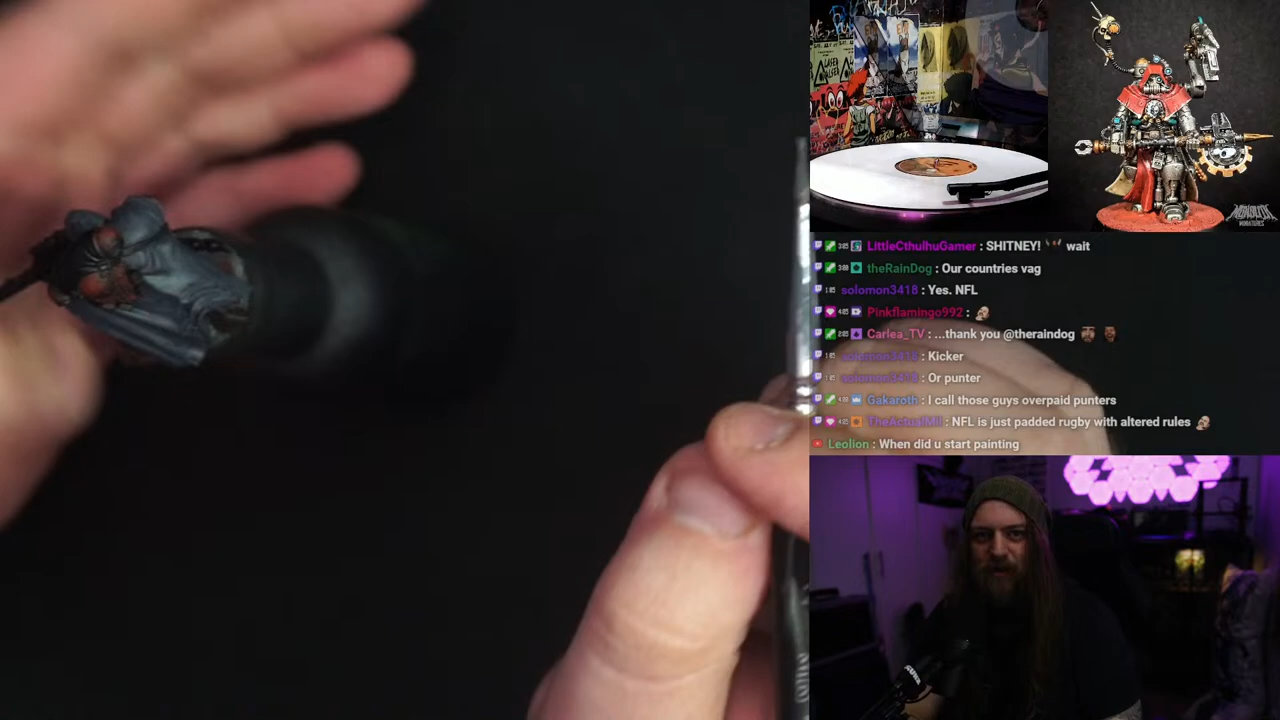 LittleCthulhuGamer : SHITNEY! wait
theRainDog : Our countries vag
solomon3418 : Yes. NFL
Pinkflamingo992 :
Carlea_TV : ...thank you @theraindog
solomon3418 : Kicker
solomon3418 : Or punter
Gakaroth : I call those guys overpaid punters
TheActualMil : NFL is just padded rugby with altered rules
Leolion : When did u start painting